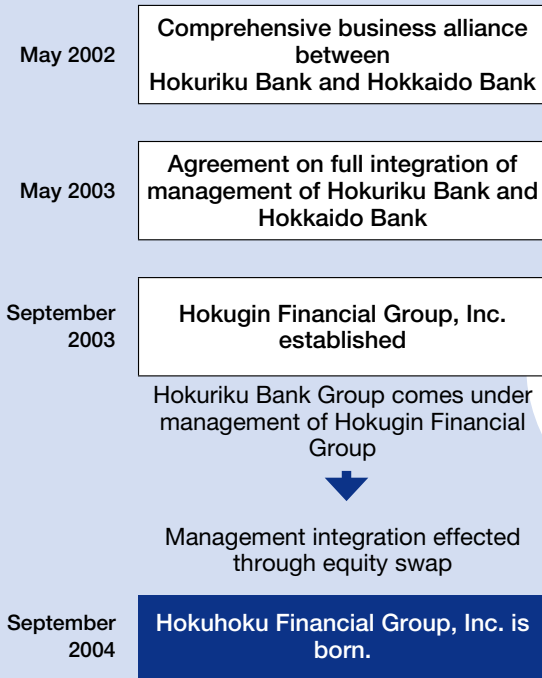 May 2002
Comprehensive business alliance
between
Hokuriku Bank and Hokkaido Bank
May 2003
Agreement on full integration of
management of Hokuriku Bank and
Hokkaido Bank
September
2003
Hokugin Financial Group, Inc.
established
Hokuriku Bank Group comes under
management of Hokugin Financial
Group
Management integration effected
through equity swap
September
2004
Hokuhoku Financial Group, Inc. is
born.